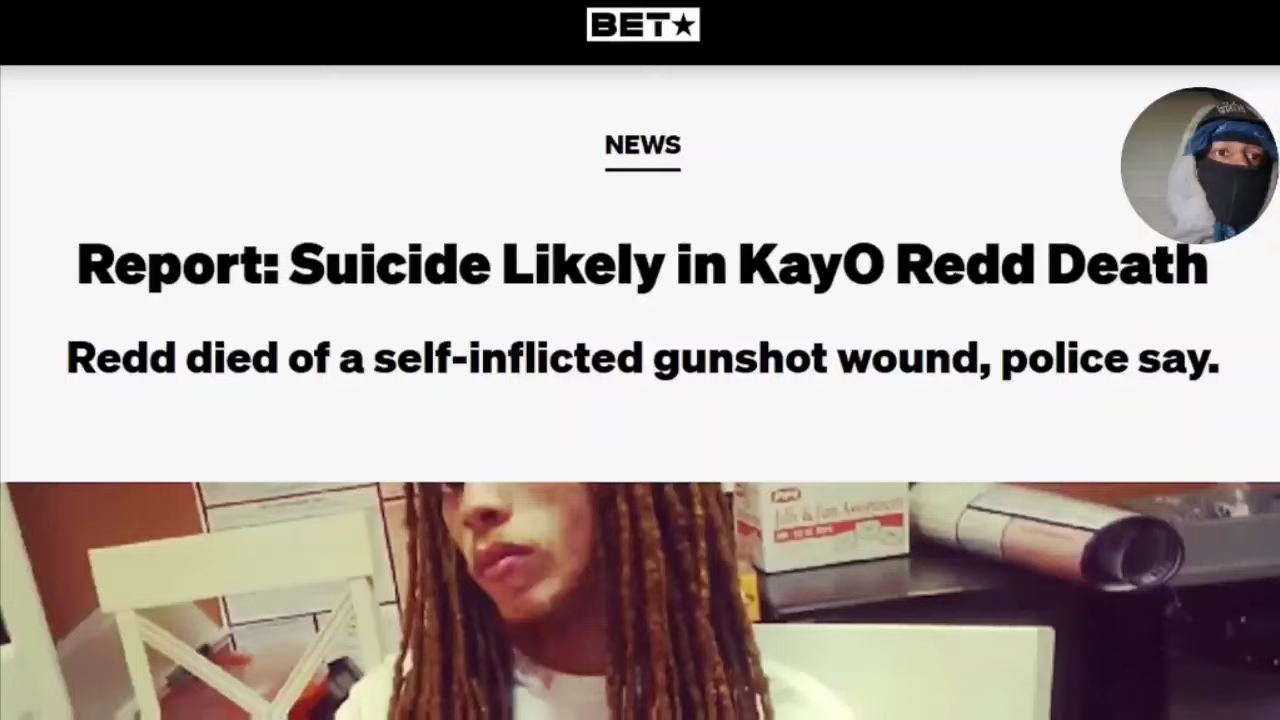 BET★
NEWS
Report: Suicide Likely in KayO Redd Death
Redd died of a self-inflicted gunshot wound, police say.